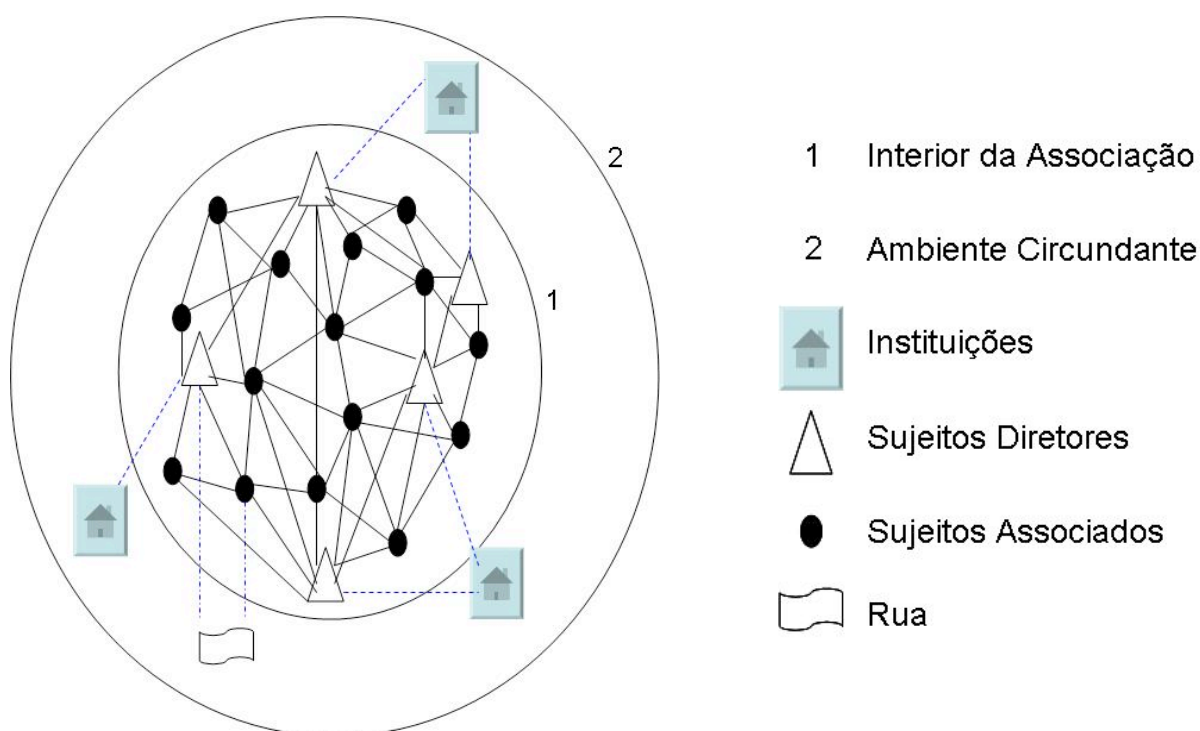 2
1
1 Interior da Associação
2 Ambiente Circundante
Instituições
Sujeitos Diretores
Sujeitos Associados
Rua